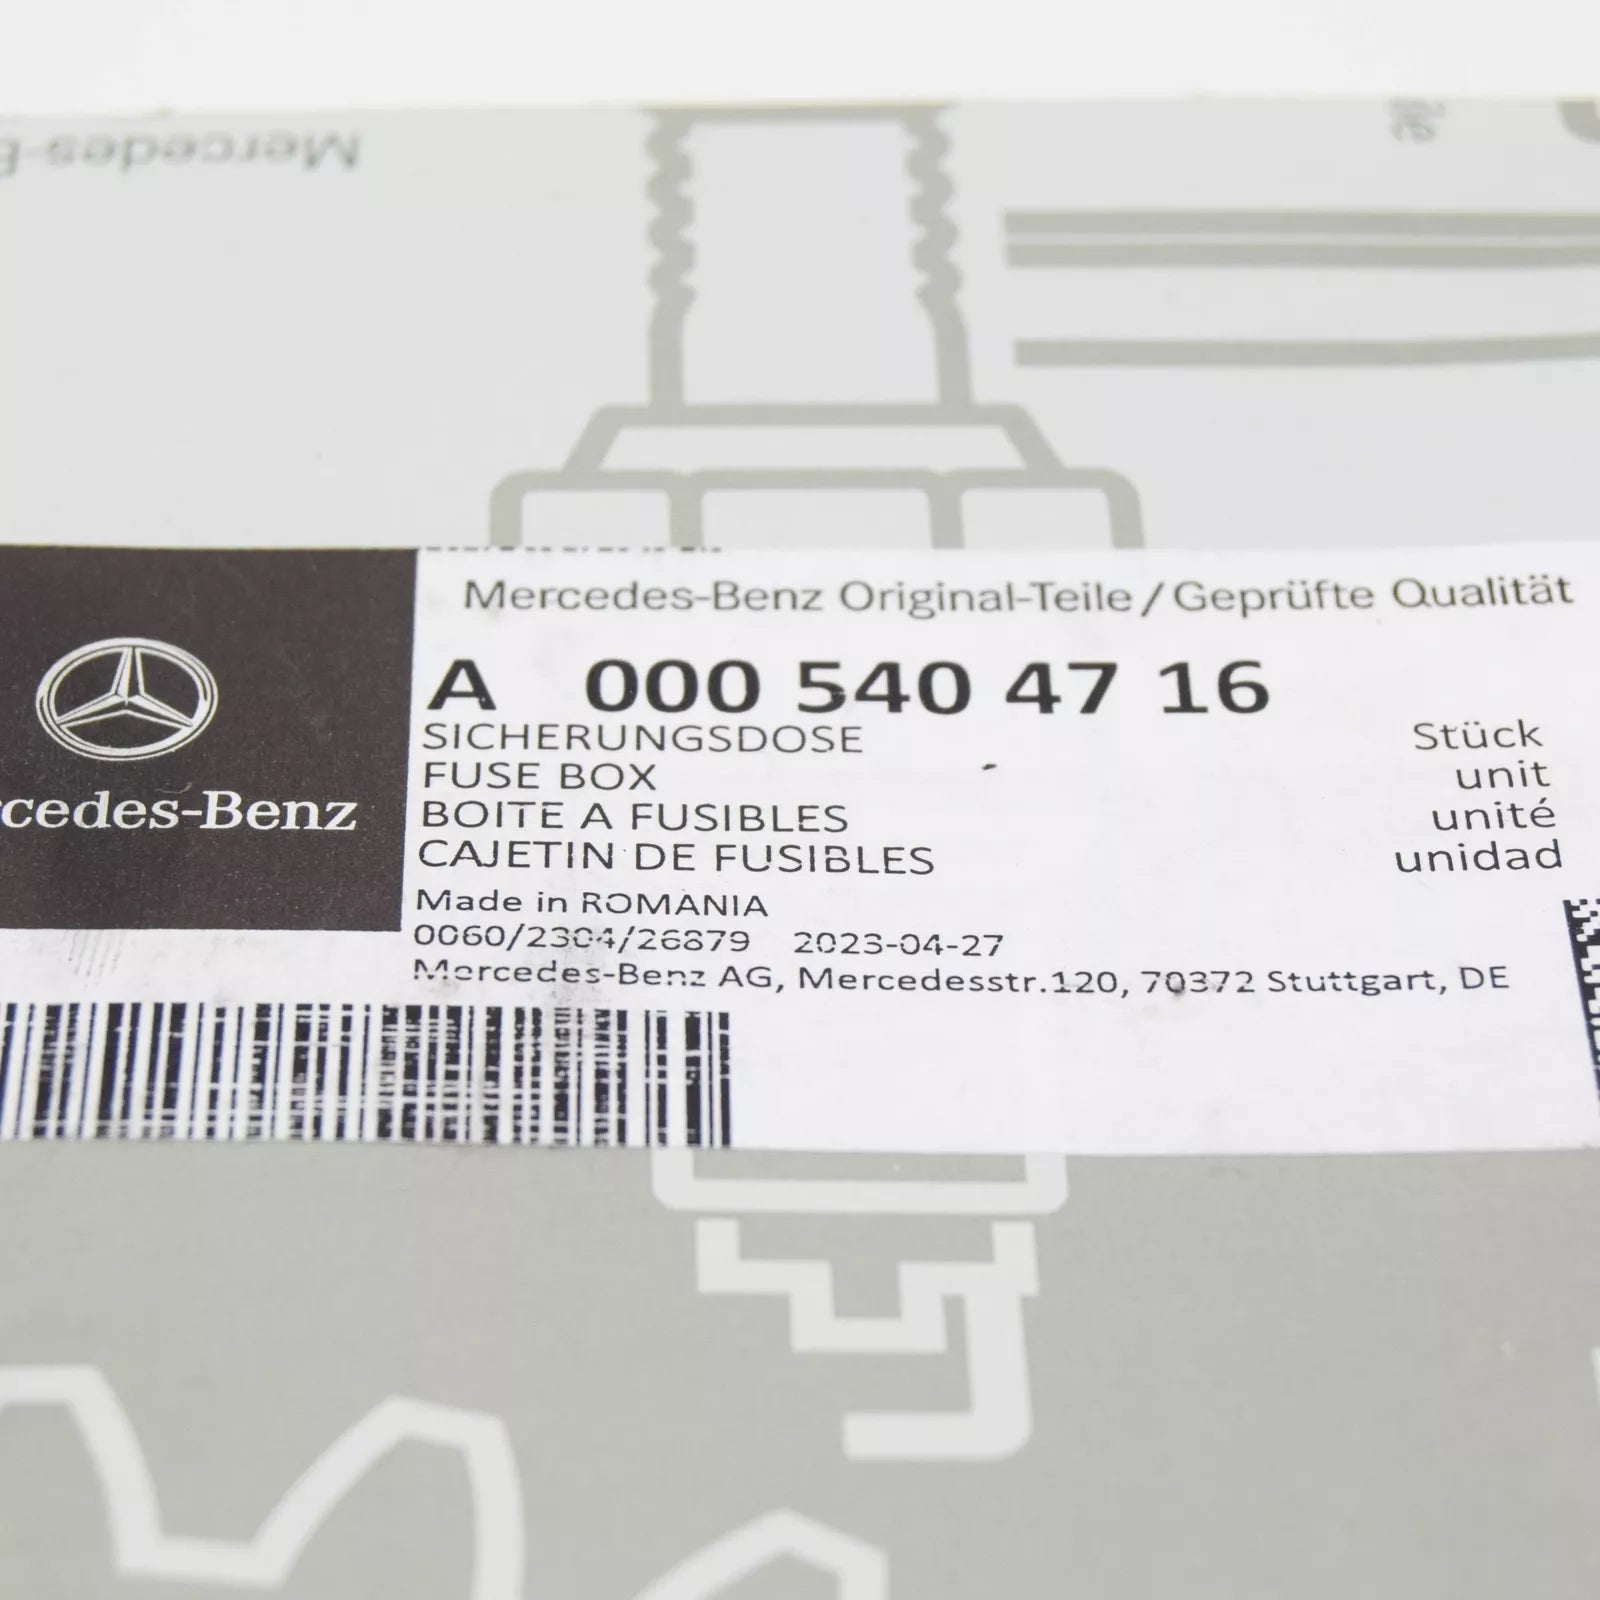 Mercedes-B
Mercedes-Benz Original-Teile / Geprüfte Qualität
A 000 540 47 16
SICHERUNGSDOSE Stück
FUSE BOX unit
BOITE A FUSIBLES unité
CAJETIN DE FUSIBLES unidad
rcedes-Benz
Made in ROMANIA
0060/2304/26879 2023-04-27
Mercedes-Benz AG, Mercedesstr.120, 70372 Stuttgart, DE